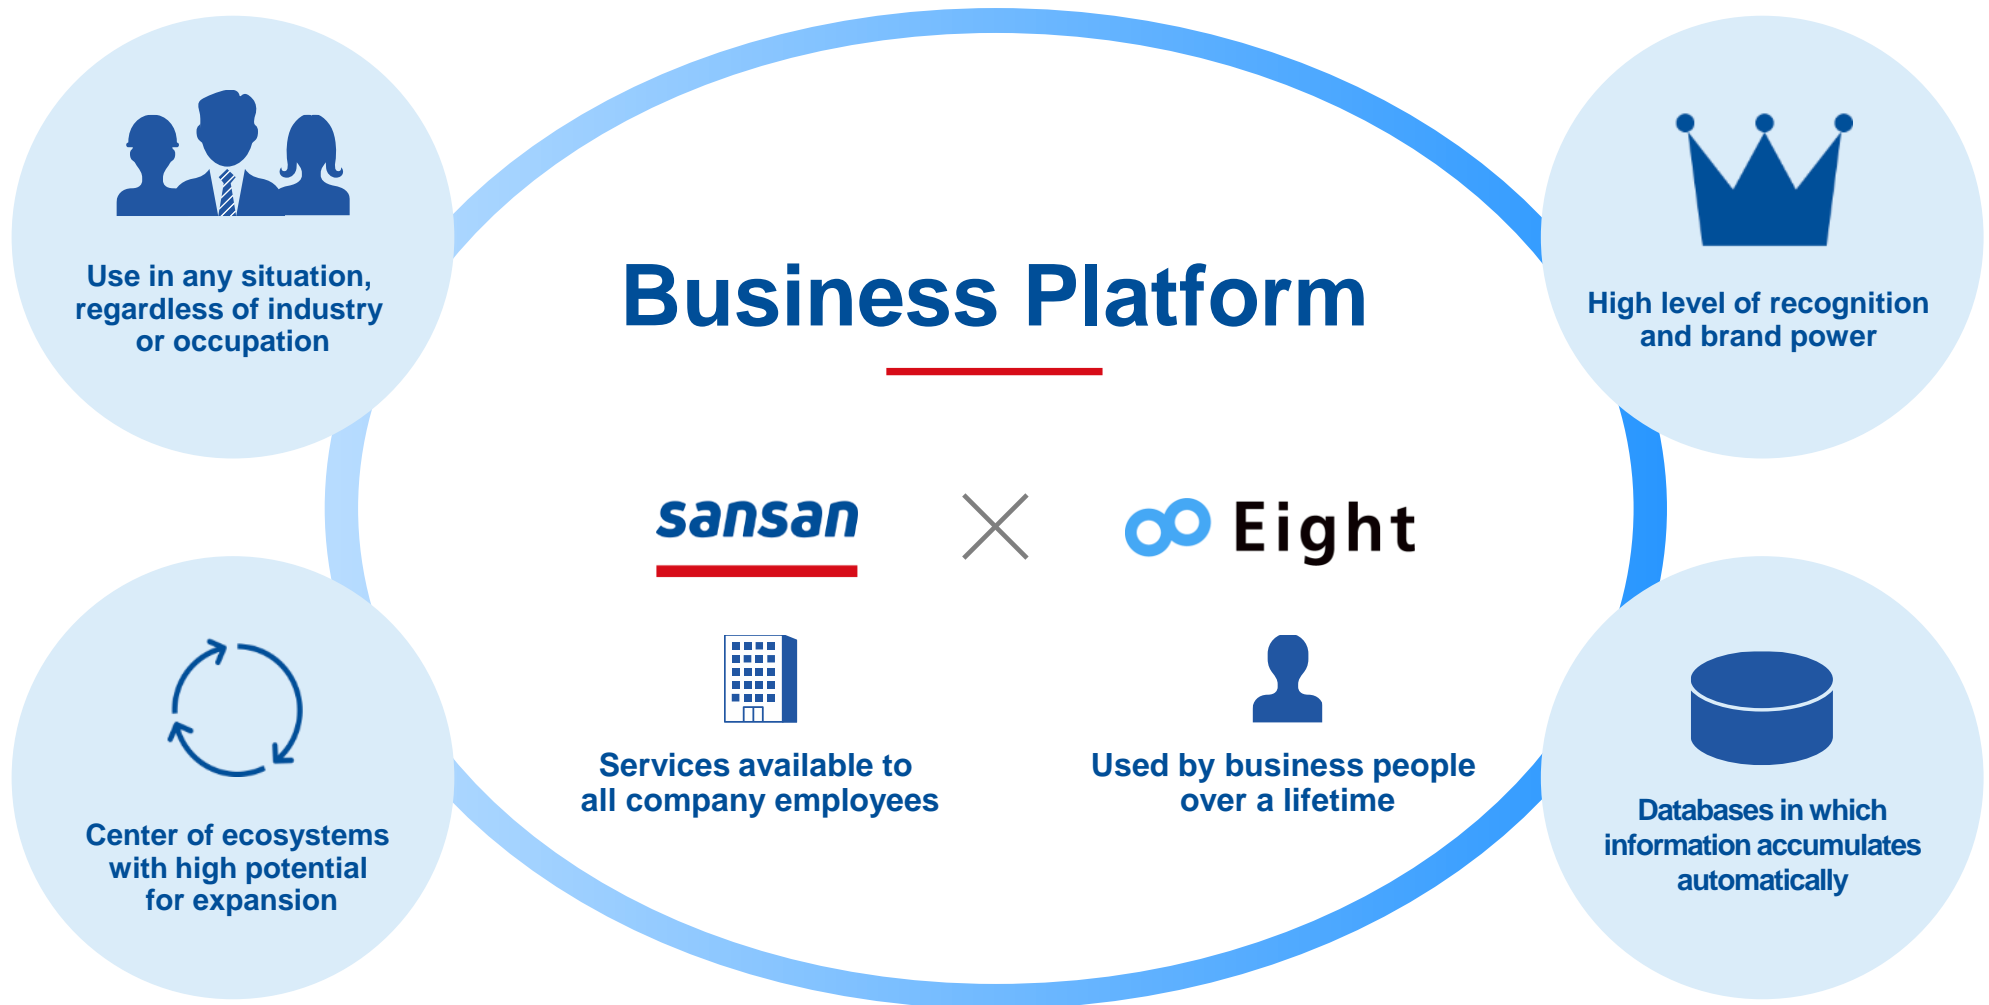 Use in any situation,
regardless of industry
or occupation
Business Platform
High level of recognition
and brand power
sansan
Eight
Services available to
all company employees
Used by business people
over a lifetime
Center of ecosystems
with high potential
for expansion
Databases in which
information accumulates
automatically